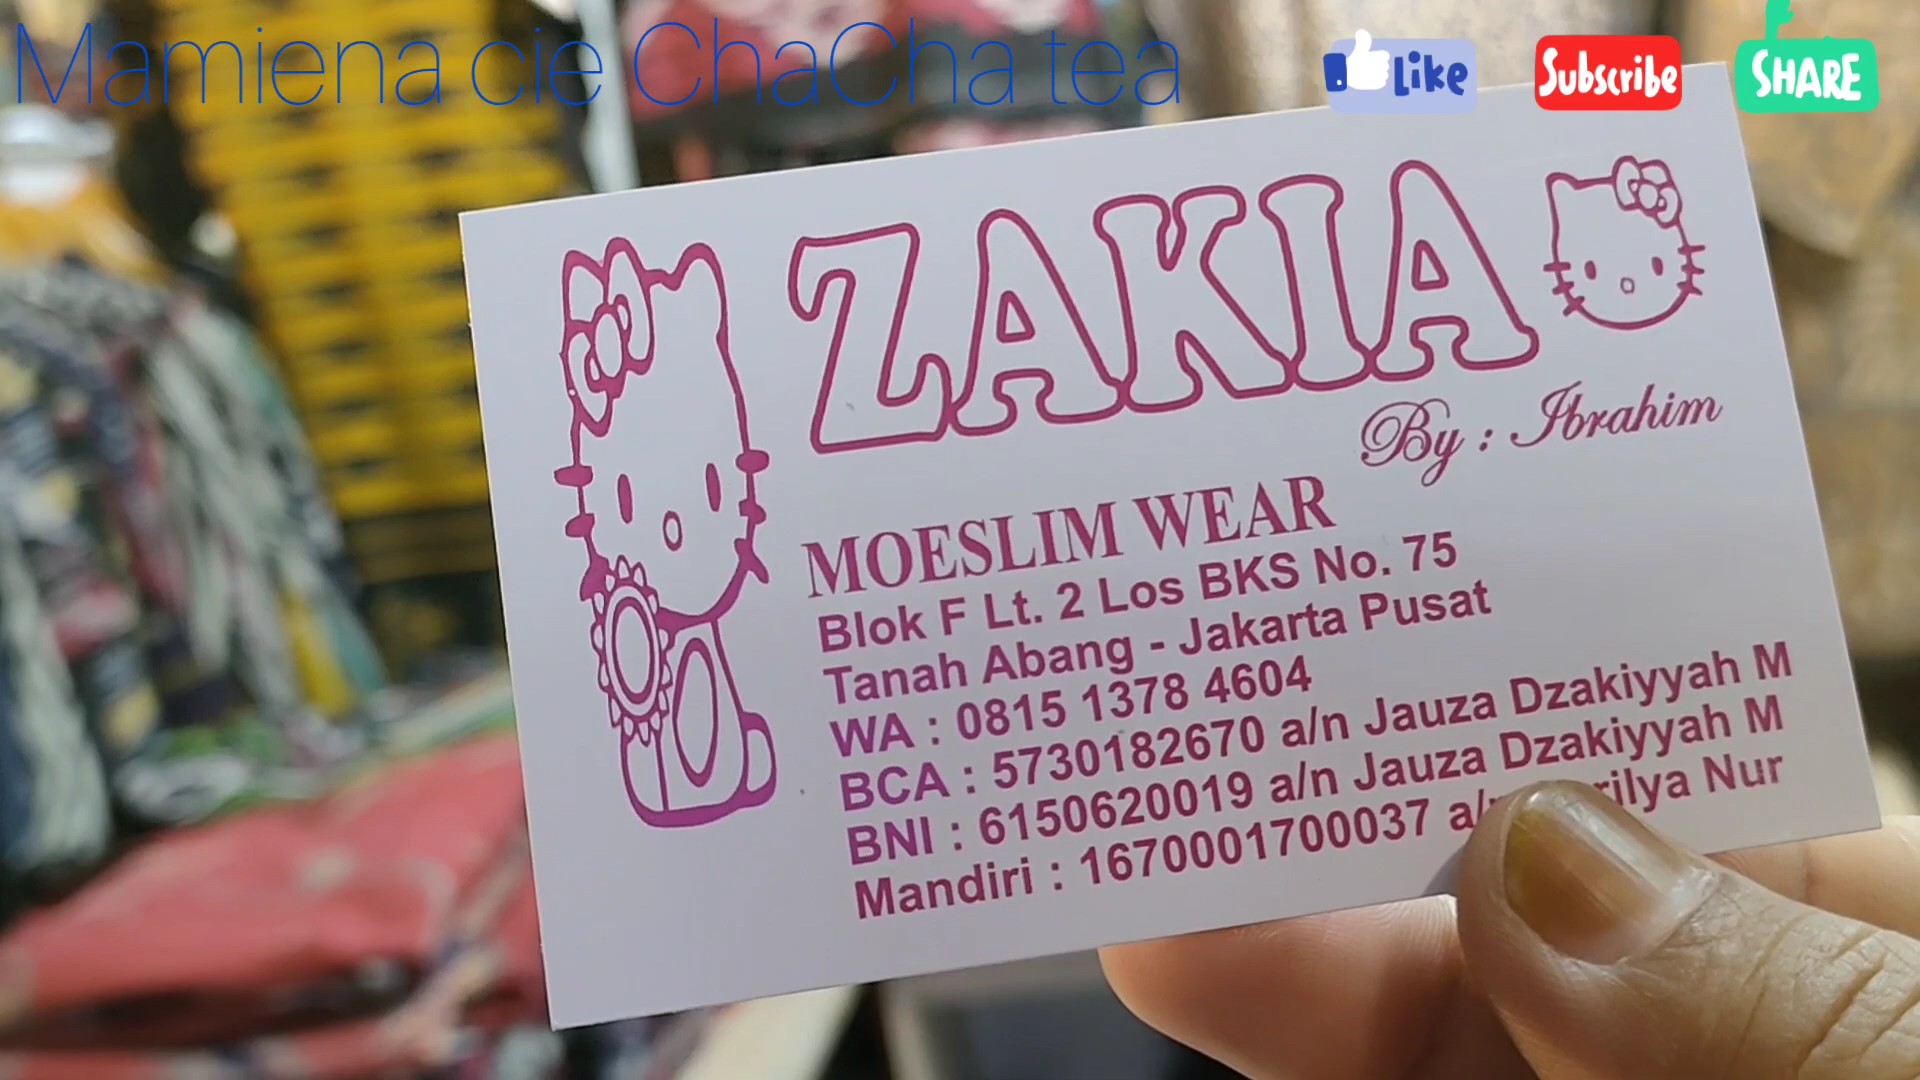 Mamiena cie ChaCha tea
Like
Subscribe
SHARE
ZAKIA
By : Ibrahim
MOESLIM WEAR
Blok F Lt. 2 Los BKS No. 75
Tanah Abang - Jakarta Pusat
WA : 0815 1378 4604
BCA : 5730182670 a/n Jauza Dzakiyyah M
BNI : 6150620019 a/n Jauza Dzakiyyah M
Mandiri : 1670001700037 Nur